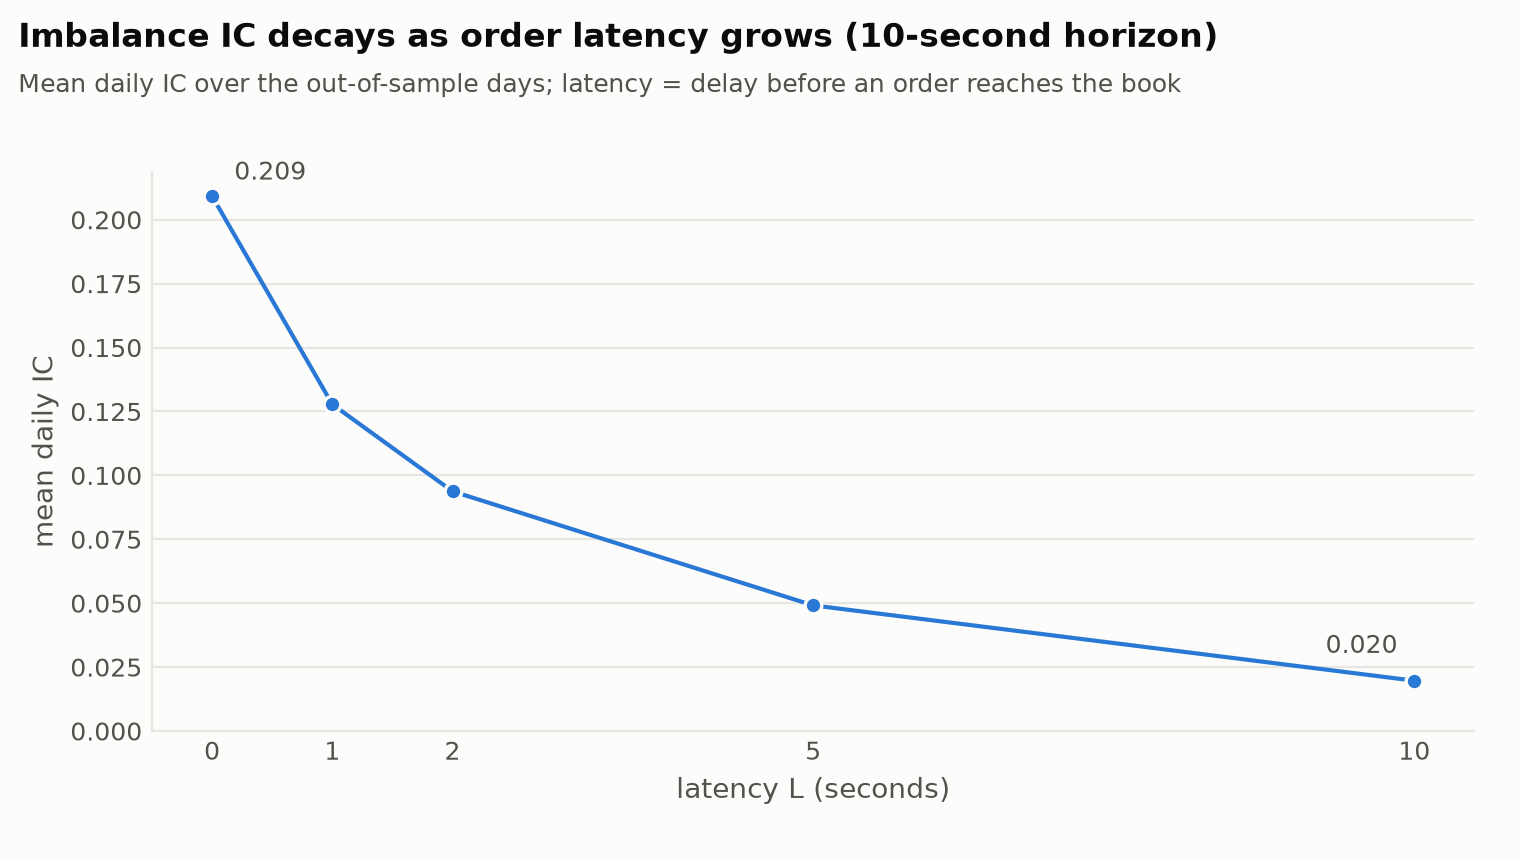 Imbalance IC decays as order latency grows (10-second horizon)
Mean daily IC over the out-of-sample days; latency = delay before an order reaches the book
0.209
0.200
0.175
0.150
0.125
0.100
0.075
0.050
0.025
0.000
mean daily IC
0.020
0 1 2 5 10
latency L (seconds)